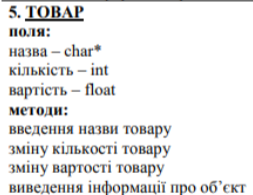 5. ТОВАР
поля:
назва – char*
кількість – int
вартість – float
методи:
введення назви товару
зміну кількості товару
зміну вартості товару
виведення інформації про об’єкт